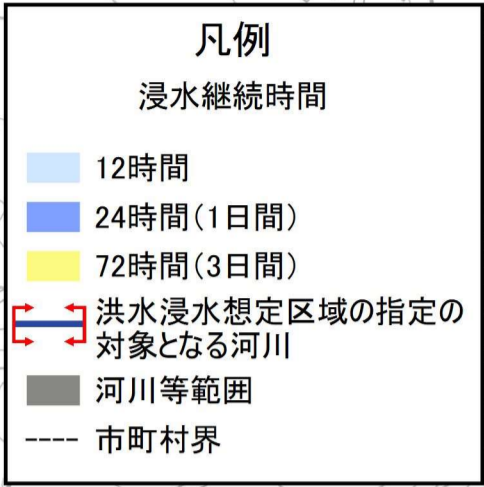 凡例
浸水継続時間
12時間
24時間(1日間)
72時間(3日間)
洪水浸水想定区域の指定の
対象となる河川
河川等範囲
市町村界